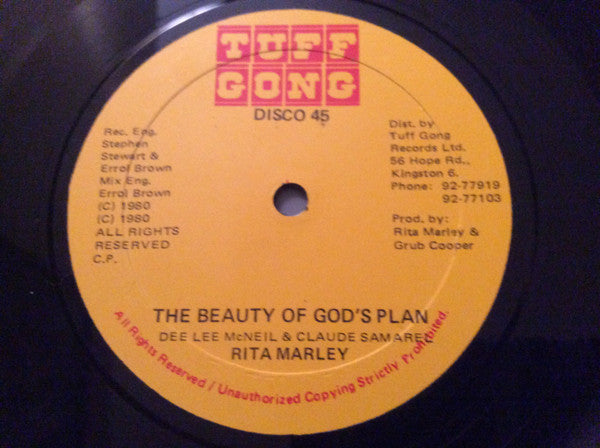 TUFF
GONG
DISCO 45
Rec. Eng.
Stephen
Stewart &
Errol Brown
Mix Eng.
Errol Brown
(C) 1980
(C) 1980
ALL RIGHTS
RESERVED
C.P.
Dist. by
Tuff Gong
Records Ltd.
56 Hope Rd.,
Kingston 6.
Phone: 92-77919
92-77103
Prod. by:
Rita Marley &
Grub Cooper
THE BEAUTY OF GOD'S PLAN
DEE LEE McNEIL & CLAUDE SAMAREL
RITA MARLEY
All Rights Reserved / Unauthorized Copying Strictly Prohibited.